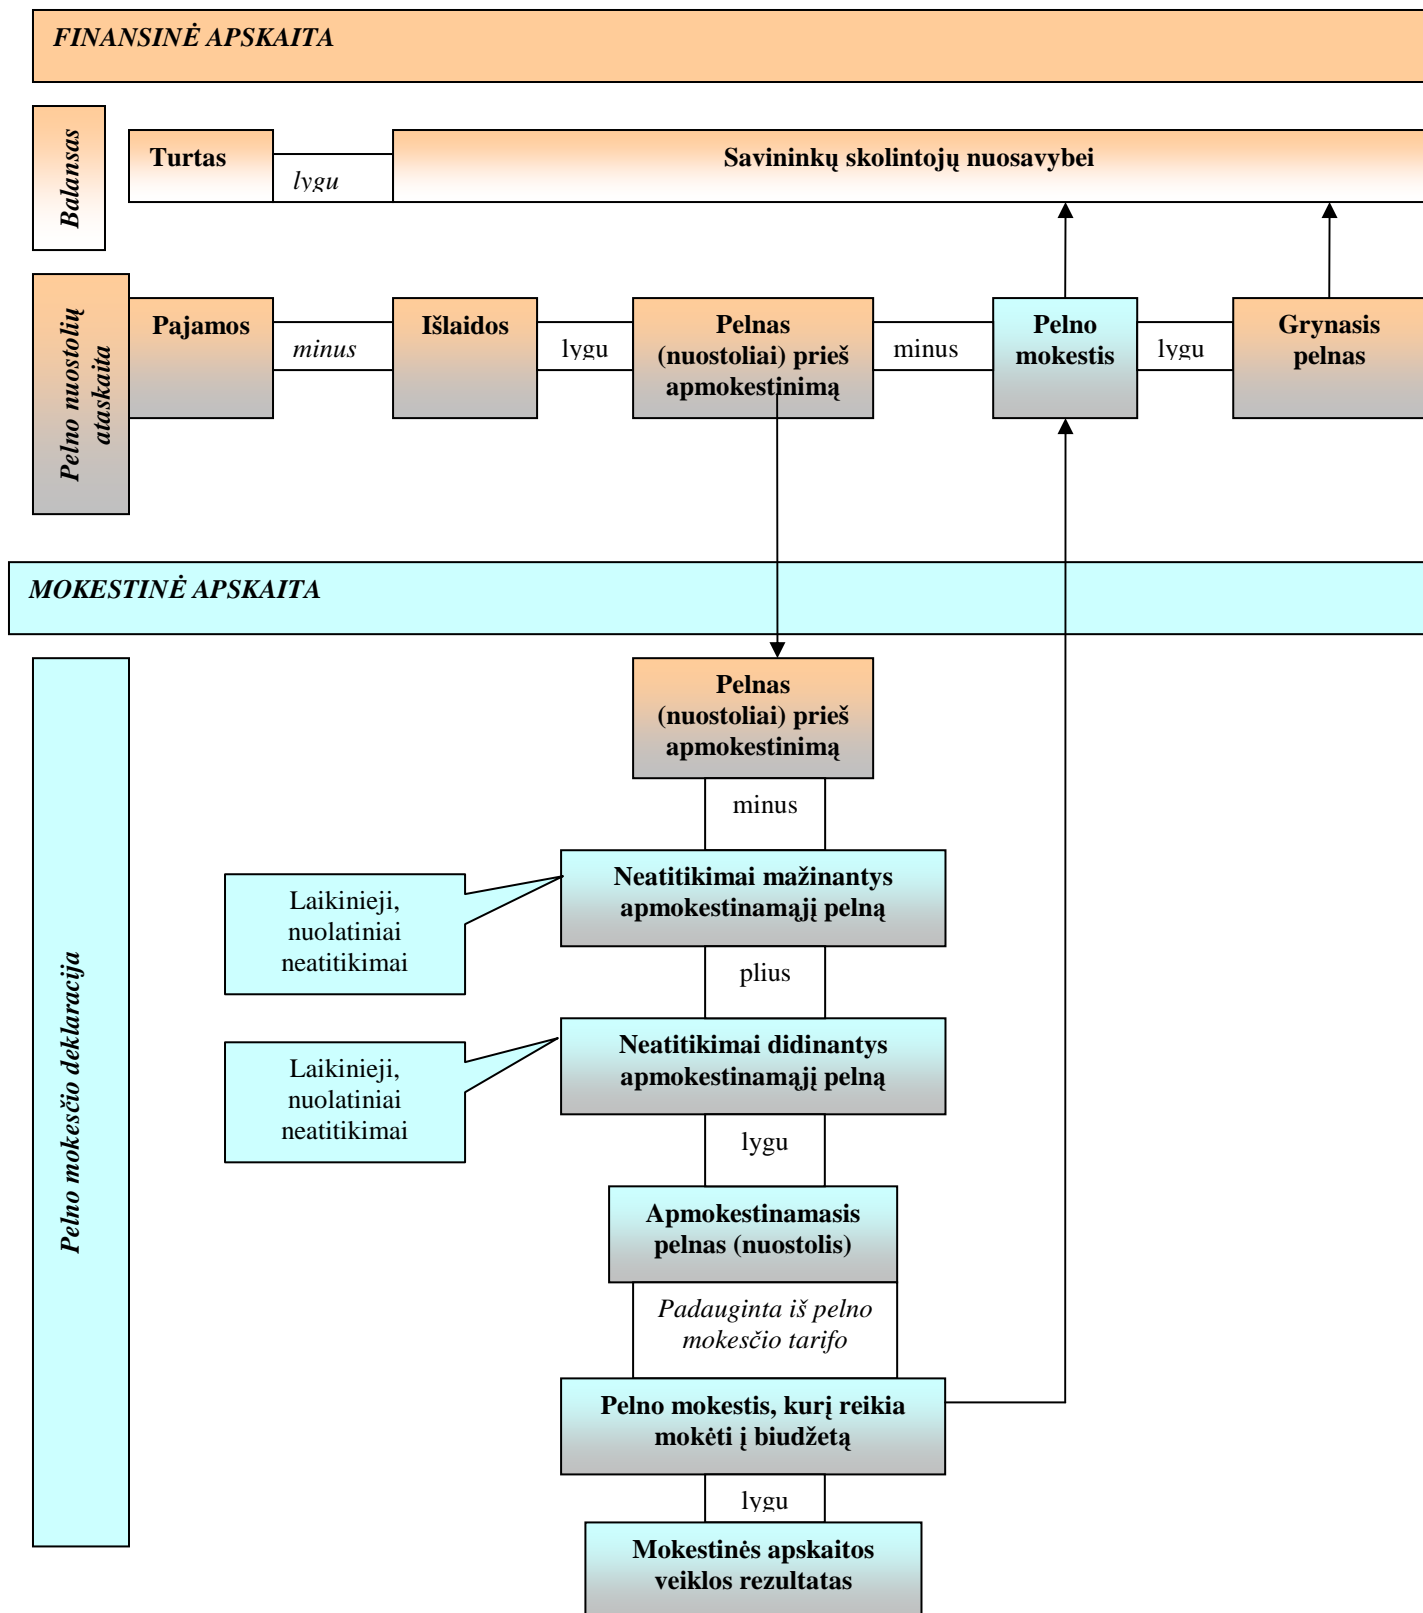 FINANSINĖ APSKAITA
Balansas
Turtas
lygu
Savininkų skolintojų nuosavybei
Pelno nuostolių
ataskaita
Pajamos
minus
Išlaidos
lygu
Pelnas
(nuostoliai) prieš
apmokestinimą
minus
Pelno
mokestis
lygu
Grynasis
pelnas
MOKESTINĖ APSKAITA
Pelno mokesčio deklaracija
Pelnas
(nuostoliai) prieš
apmokestinimą
minus
Neatitikimai mažinantys
apmokestinamąjį pelną
Laikinieji,
nuolatiniai
neatitikimai
plius
Neatitikimai didinantys
apmokestinamąjį pelną
Laikinieji,
nuolatiniai
neatitikimai
lygu
Apmokestinamasis
pelnas (nuostolis)
Padauginta iš pelno
mokesčio tarifo
Pelno mokestis, kurį reikia
mokėti į biudžetą
lygu
Mokestinės apskaitos
veiklos rezultatas